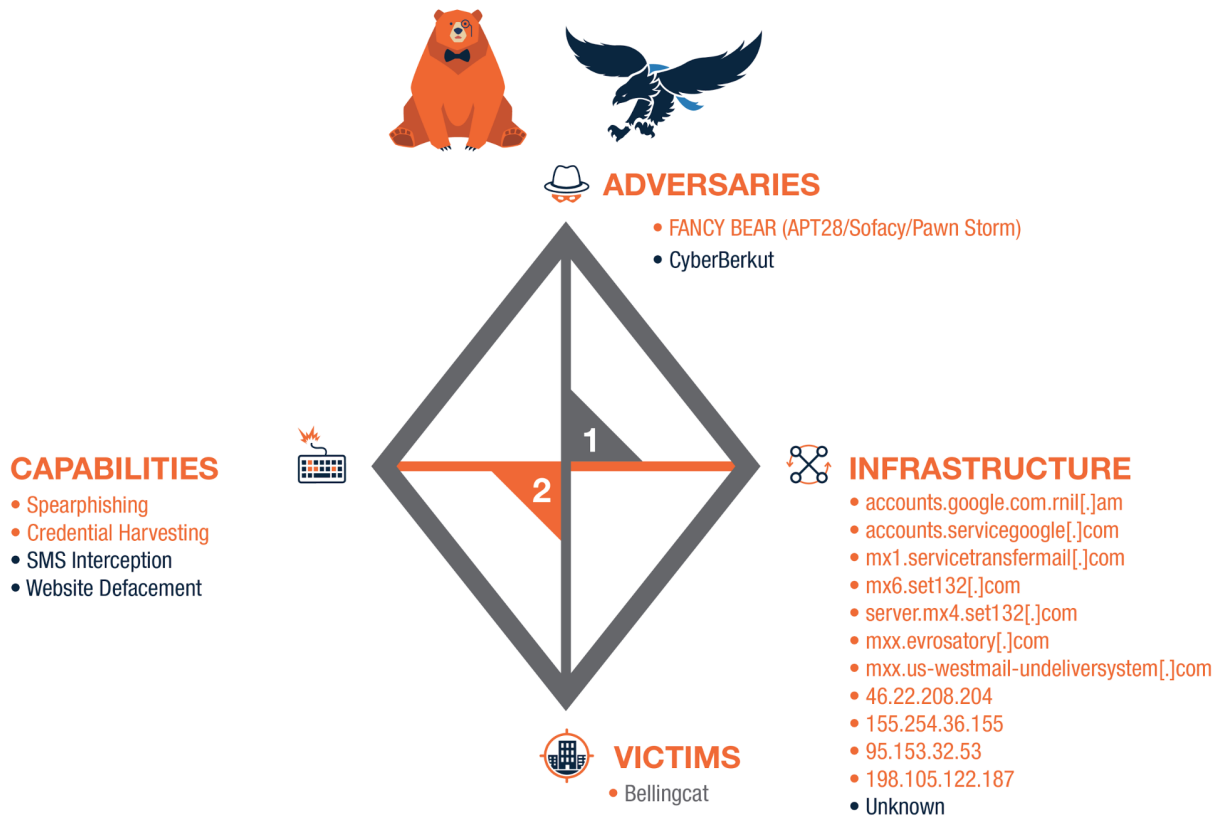 ADVERSARIES
• FANCY BEAR (APT28/Sofacy/Pawn Storm)
• CyberBerkut
1
2
CAPABILITIES
• Spearphishing
• Credential Harvesting
• SMS Interception
• Website Defacement
INFRASTRUCTURE
• accounts.google.com.rnil[.]am
• accounts.servicegoogle[.]com
• mx1.servicetransfermail[.]com
• mx6.set132[.]com
• server.mx4.set132[.]com
• mxx.evrosatory[.]com
• mxx.us-westmail-undeliversystem[.]com
• 46.22.208.204
• 155.254.36.155
• 95.153.32.53
• 198.105.122.187
• Unknown
VICTIMS
• Bellingcat